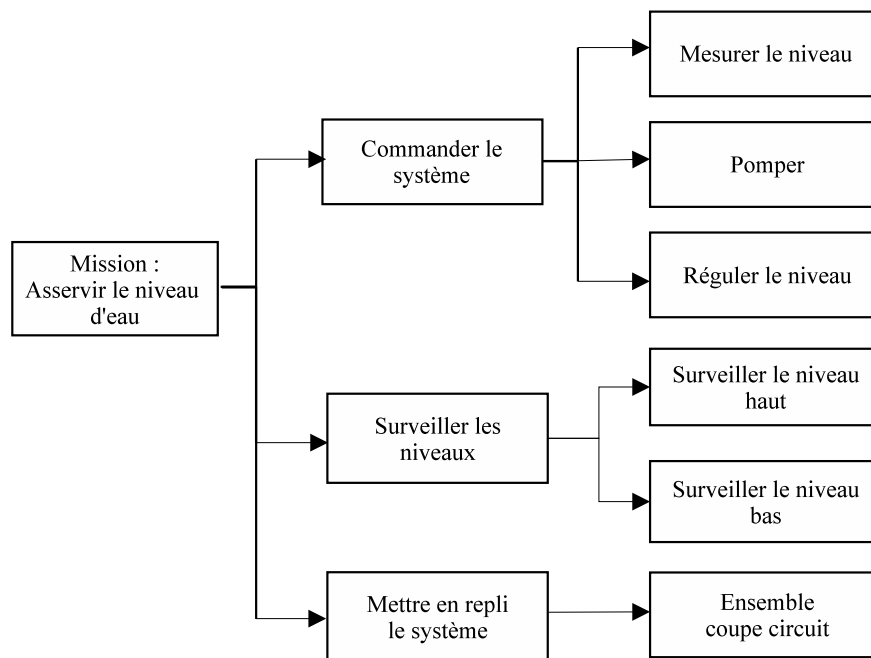 Mission :
Asservir le niveau
d'eau
Commander le
système
Mesurer le niveau
Pomper
Réguler le niveau
Surveiller les
niveaux
Surveiller le niveau
haut
Surveiller le niveau
bas
Mettre en repli
le système
Ensemble
coupe circuit